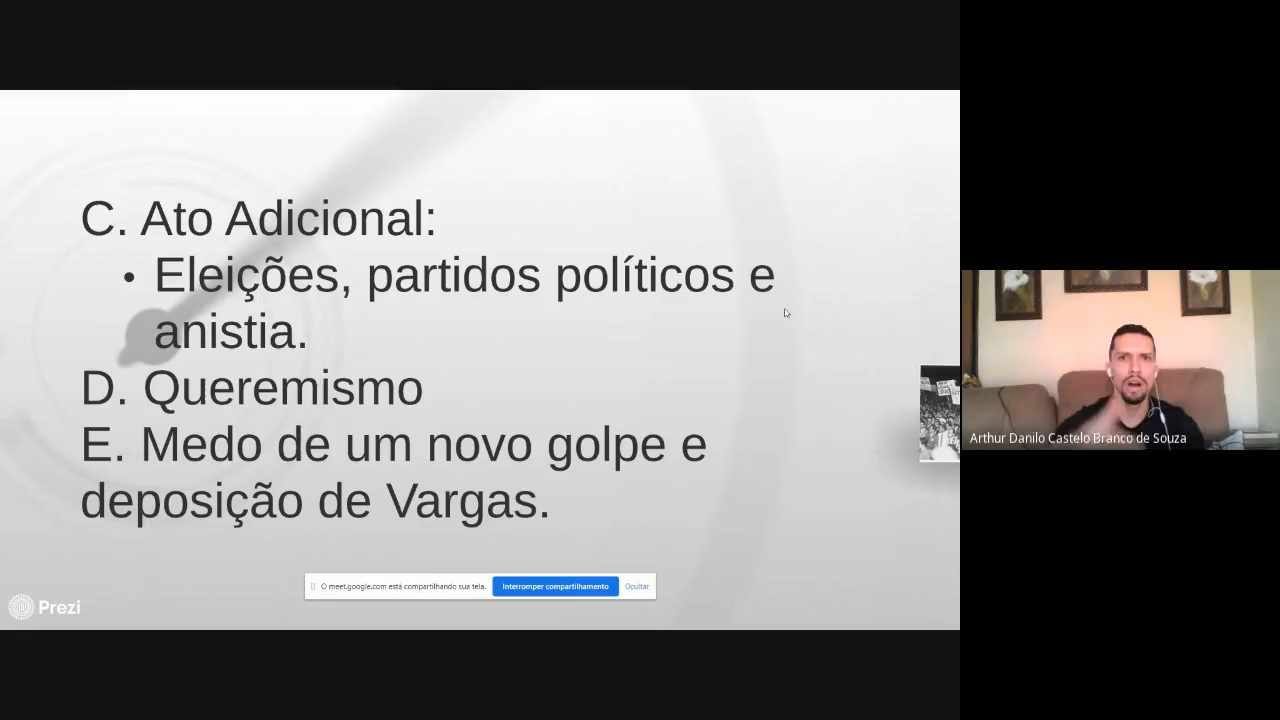 C. Ato Adicional:
• Eleições, partidos políticos e
anistia.
D. Queremismo
E. Medo de um novo golpe e
deposição de Vargas.
O meet.google.com está compartilhando sua tela. Interromper compartilhamento Ocultar
Prezi
Arthur Danilo Castelo Branco de Souza